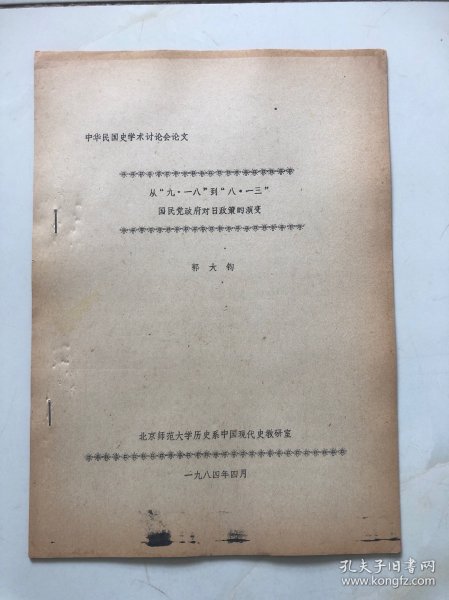 中华民国史学术讨论会论文
从“九·一八”到“八·一三”
国民党政府对日政策的演变
郭大钧
北京师范大学历史系中国现代史教研室
一九八四年四月
孔夫子旧书网
www.kongfz.com